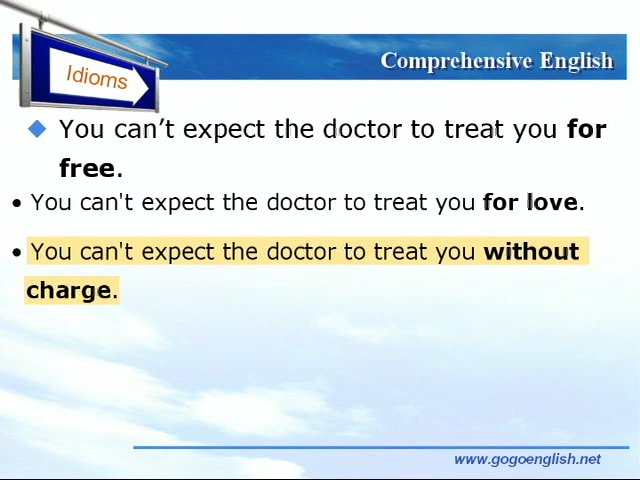 Idioms
Comprehensive English
You can’t expect the doctor to treat you for
free.
• You can't expect the doctor to treat you for love.
• You can't expect the doctor to treat you without
charge.
www.gogoenglish.net